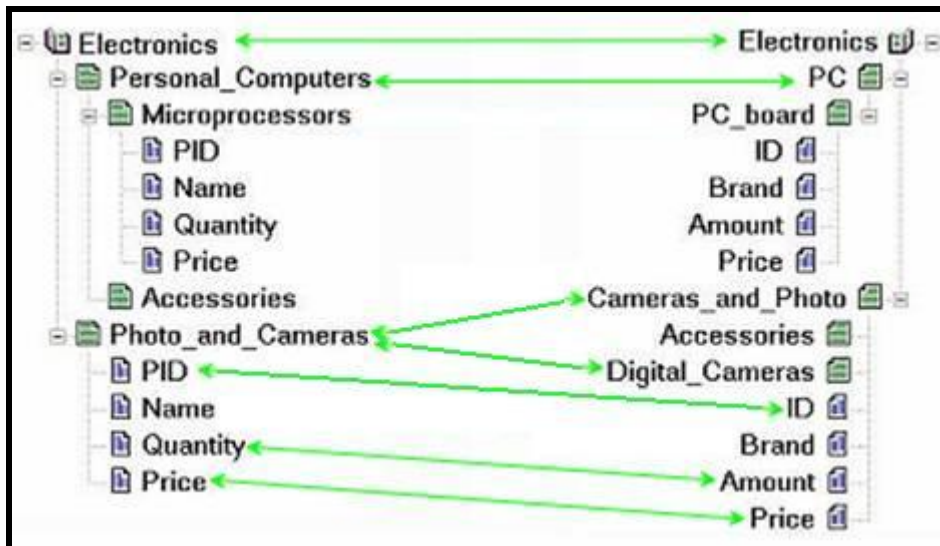 Electronics Electronics
Personal_Computers PC
Microprocessors PC_board
PID ID
Name Brand
Quantity Amount
Price Price
Accessories Cameras_and_Photo
Photo_and_Cameras Accessories
PID Digital_Cameras
Name ID
Quantity Brand
Price Amount
Price